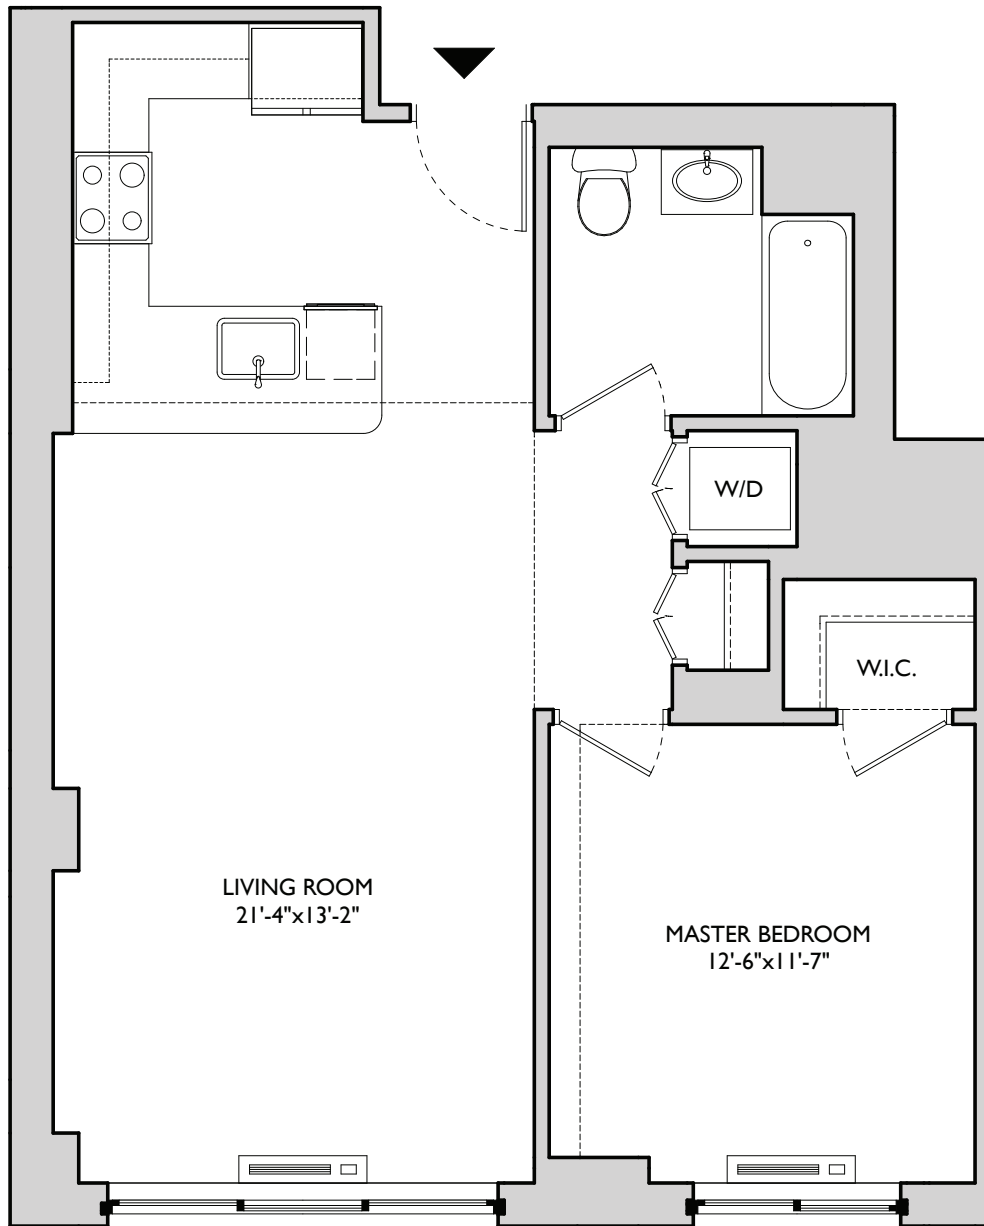 W/D
W.I.C.
LIVING ROOM
21'-4"x13'-2"
MASTER BEDROOM
12'-6"x11'-7"